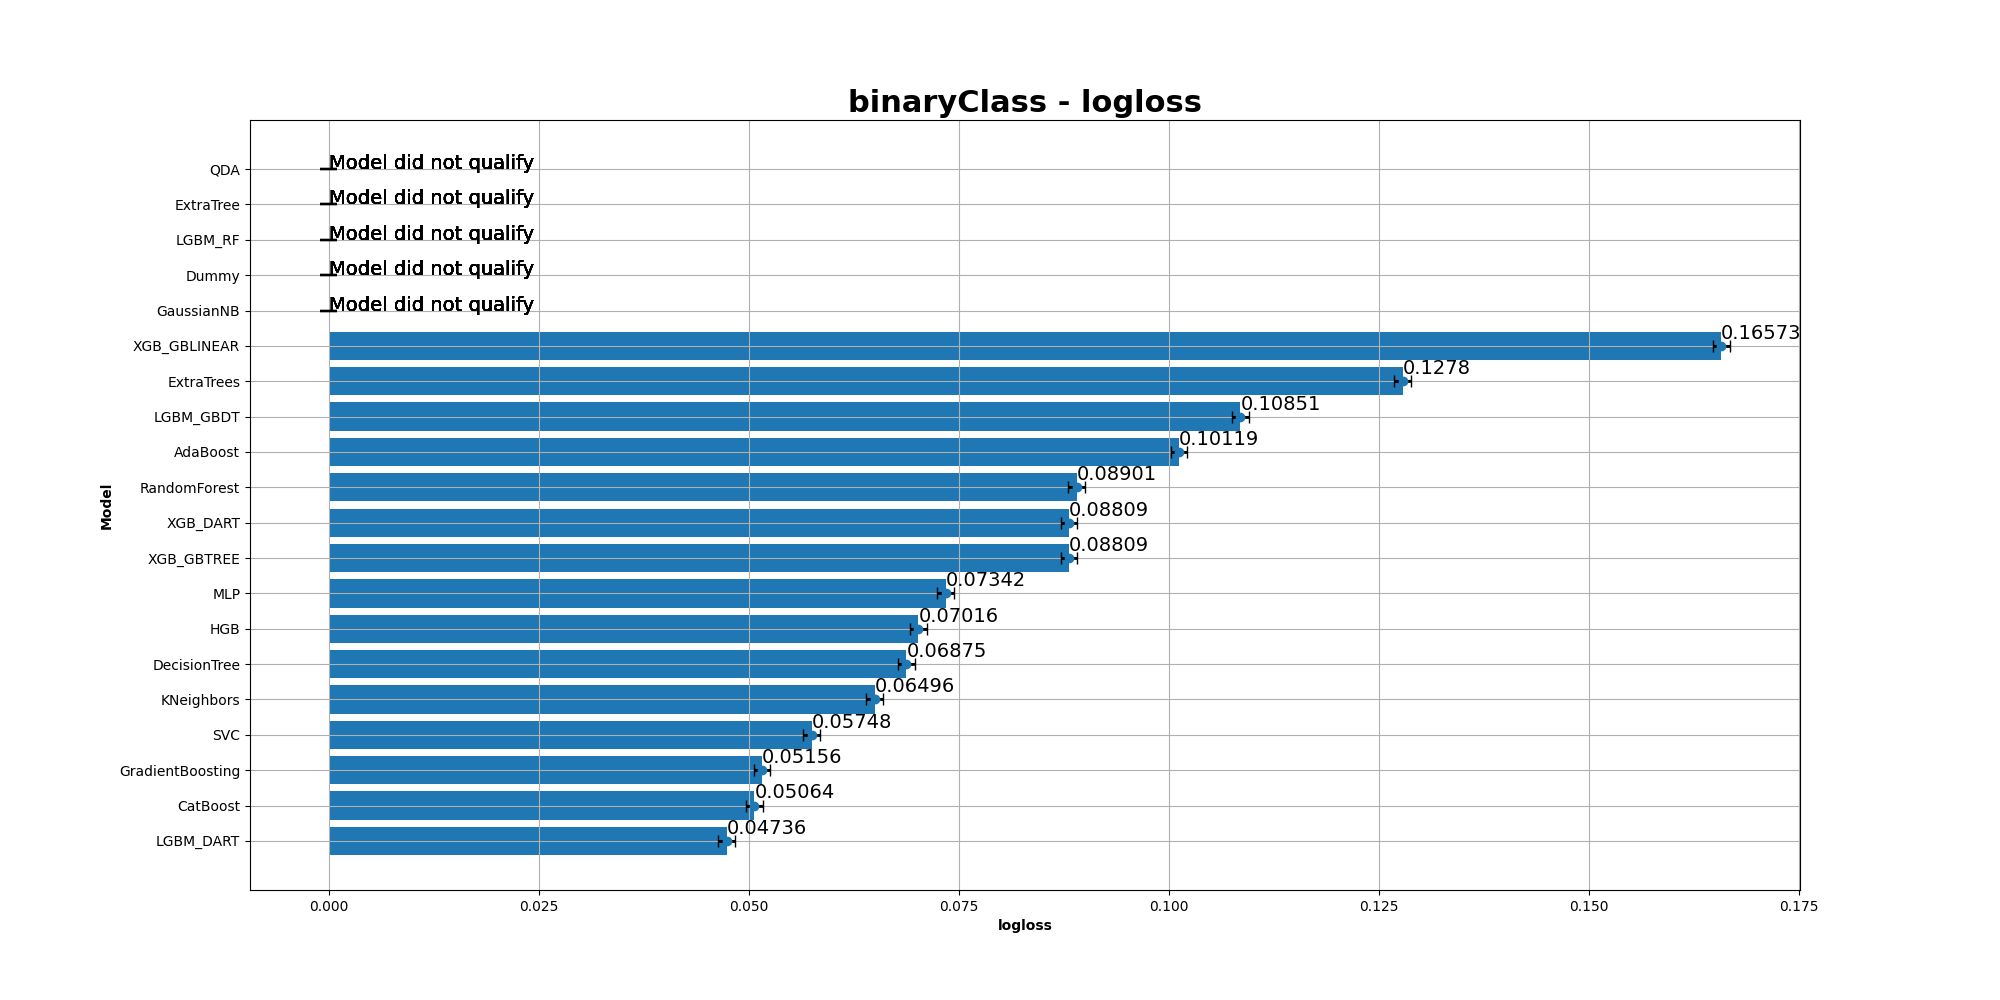 binaryClass - logloss
QDA
Model did not qualify
ExtraTree
Model did not qualify
LGBM_RF
Model did not qualify
Dummy
Model did not qualify
GaussianNB
Model did not qualify
XGB_GBLINEAR
0.16573
ExtraTrees
0.1278
LGBM_GBDT
0.10851
AdaBoost
0.10119
RandomForest
0.08901
XGB_DART
0.08809
XGB_GBTREE
0.08809
MLP
0.07342
HGB
0.07016
DecisionTree
0.06875
KNeighbors
0.06496
SVC
0.05748
GradientBoosting
0.05156
CatBoost
0.05064
LGBM_DART
0.04736
Model
0.000 0.025 0.050 0.075 0.100 0.125 0.150 0.175
logloss